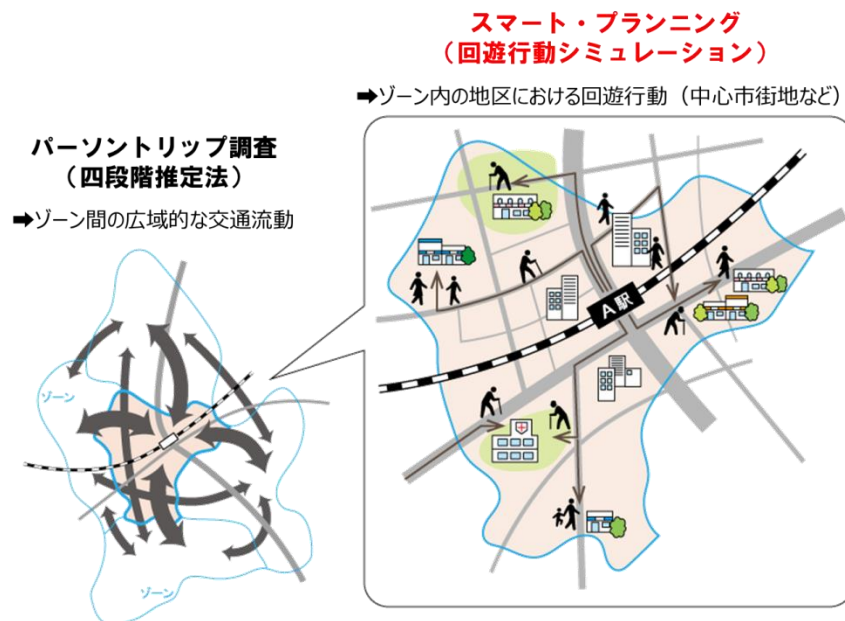 スマート・プランニング
（回遊行動シミュレーション）
➡ゾーン内の地区における回遊行動（中心市街地など）
パーソントリップ調査
（四段階推定法）
➡ゾーン間の広域的な交通流動
ゾーン
ゾーン
A駅